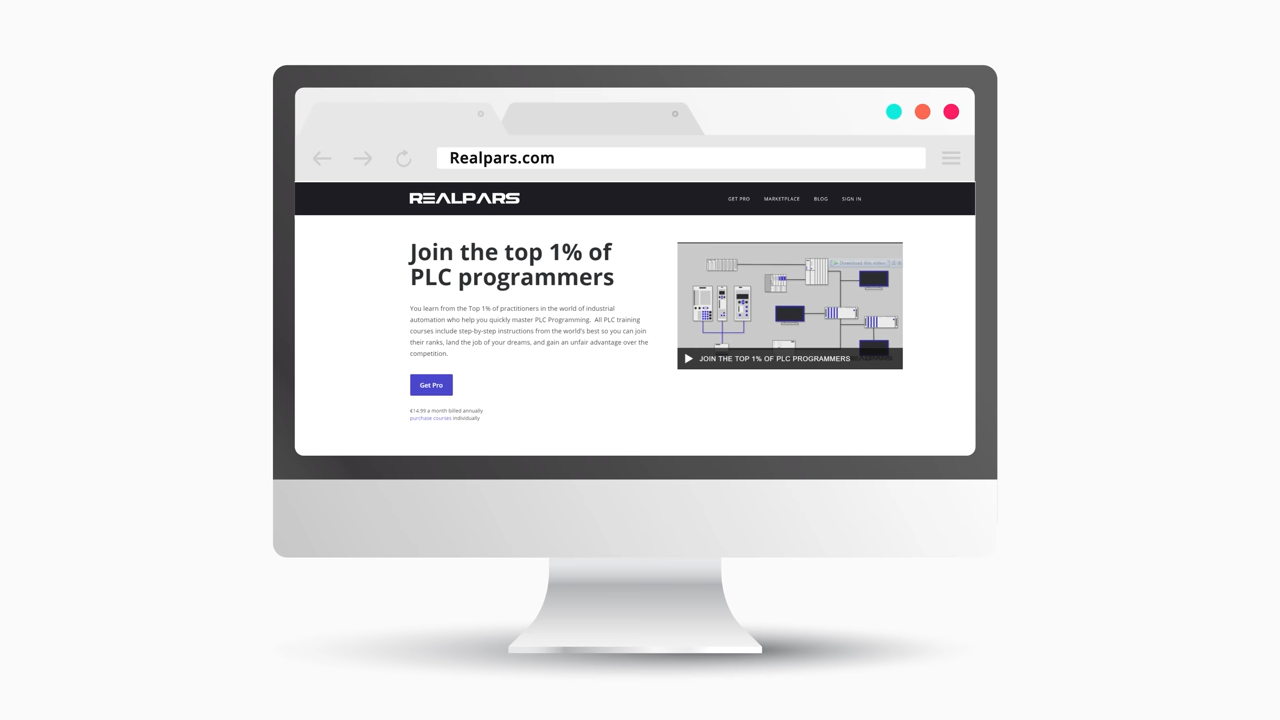 Realpars.com
REALPARS
GET PRO MARKETPLACE BLOG SIGN IN
Join the top 1% of
PLC programmers
You learn from the Top 1% of practitioners in the world of industrial
automation who help you quickly master PLC Programming. All PLC training
courses include step-by-step instructions from the world's best so you can join
their ranks, land the job of your dreams, and gain an unfair advantage over the
competition.
Get Pro
€14.99 a month billed annually
purchase courses individually
Download this video
JOIN THE TOP 1% OF PLC PROGRAMMERS